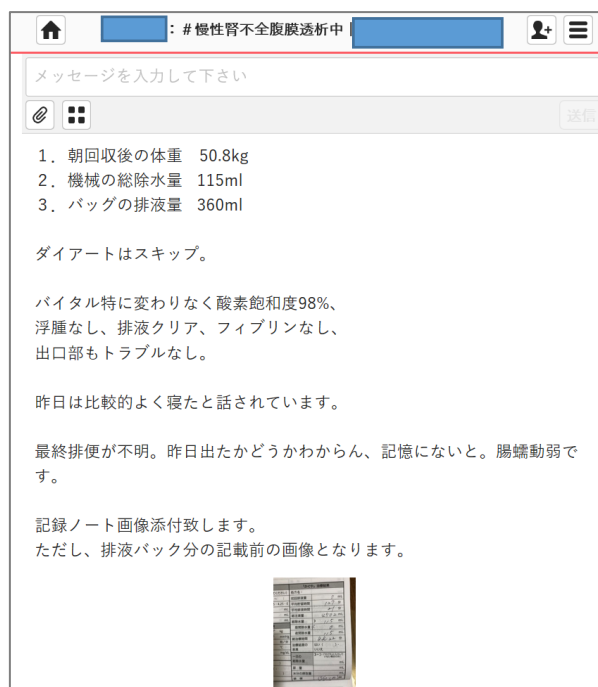 ：＃慢性腎不全腹膜透析中
メッセージを入力して下さい
送信
１．朝回収後の体重　50.8kg
２．機械の総除水量　115ml
３．バッグの排液量　360ml
ダイアートはスキップ。
バイタル特に変わりなく酸素飽和度98%、
浮腫なし、排液クリア、フィブリンなし、
出口部もトラブルなし。
昨日は比較的よく寝たと話されています。
最終排便が不明。昨日出たかどうかわからん、記憶にないと。腸蠕動弱で
す。
記録ノート画像添付致します。
ただし、排液バック分の記載前の画像となります。